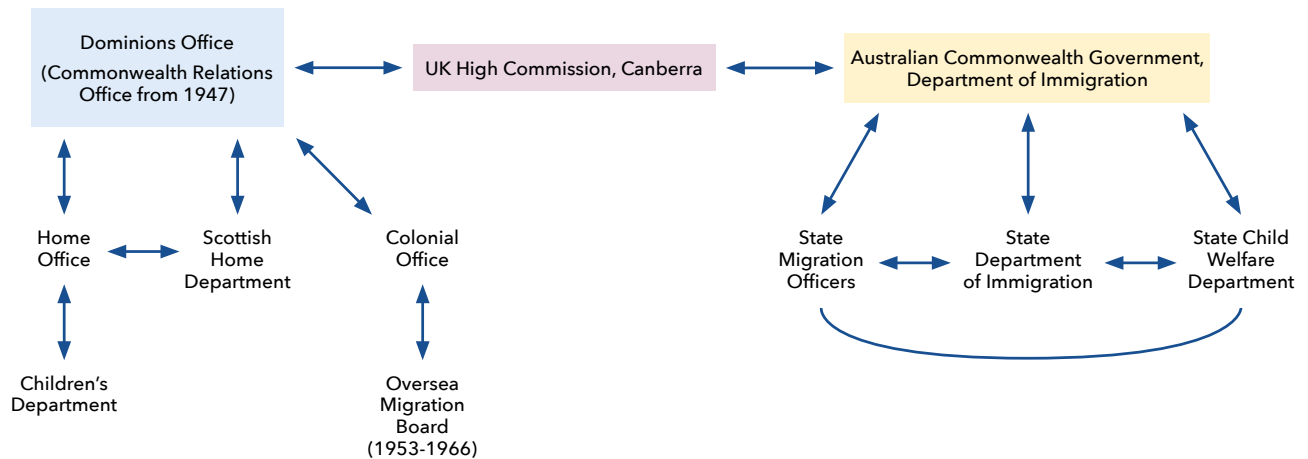 Dominions Office
(Commonwealth Relations
Office from 1947)
UK High Commission, Canberra
Australian Commonwealth Government,
Department of Immigration
Home
Office
Scottish
Home
Department
Colonial
Office
State
Migration
Officers
State
Department
of Immigration
State Child
Welfare
Department
Children's
Department
Oversea
Migration
Board
(1953-1966)